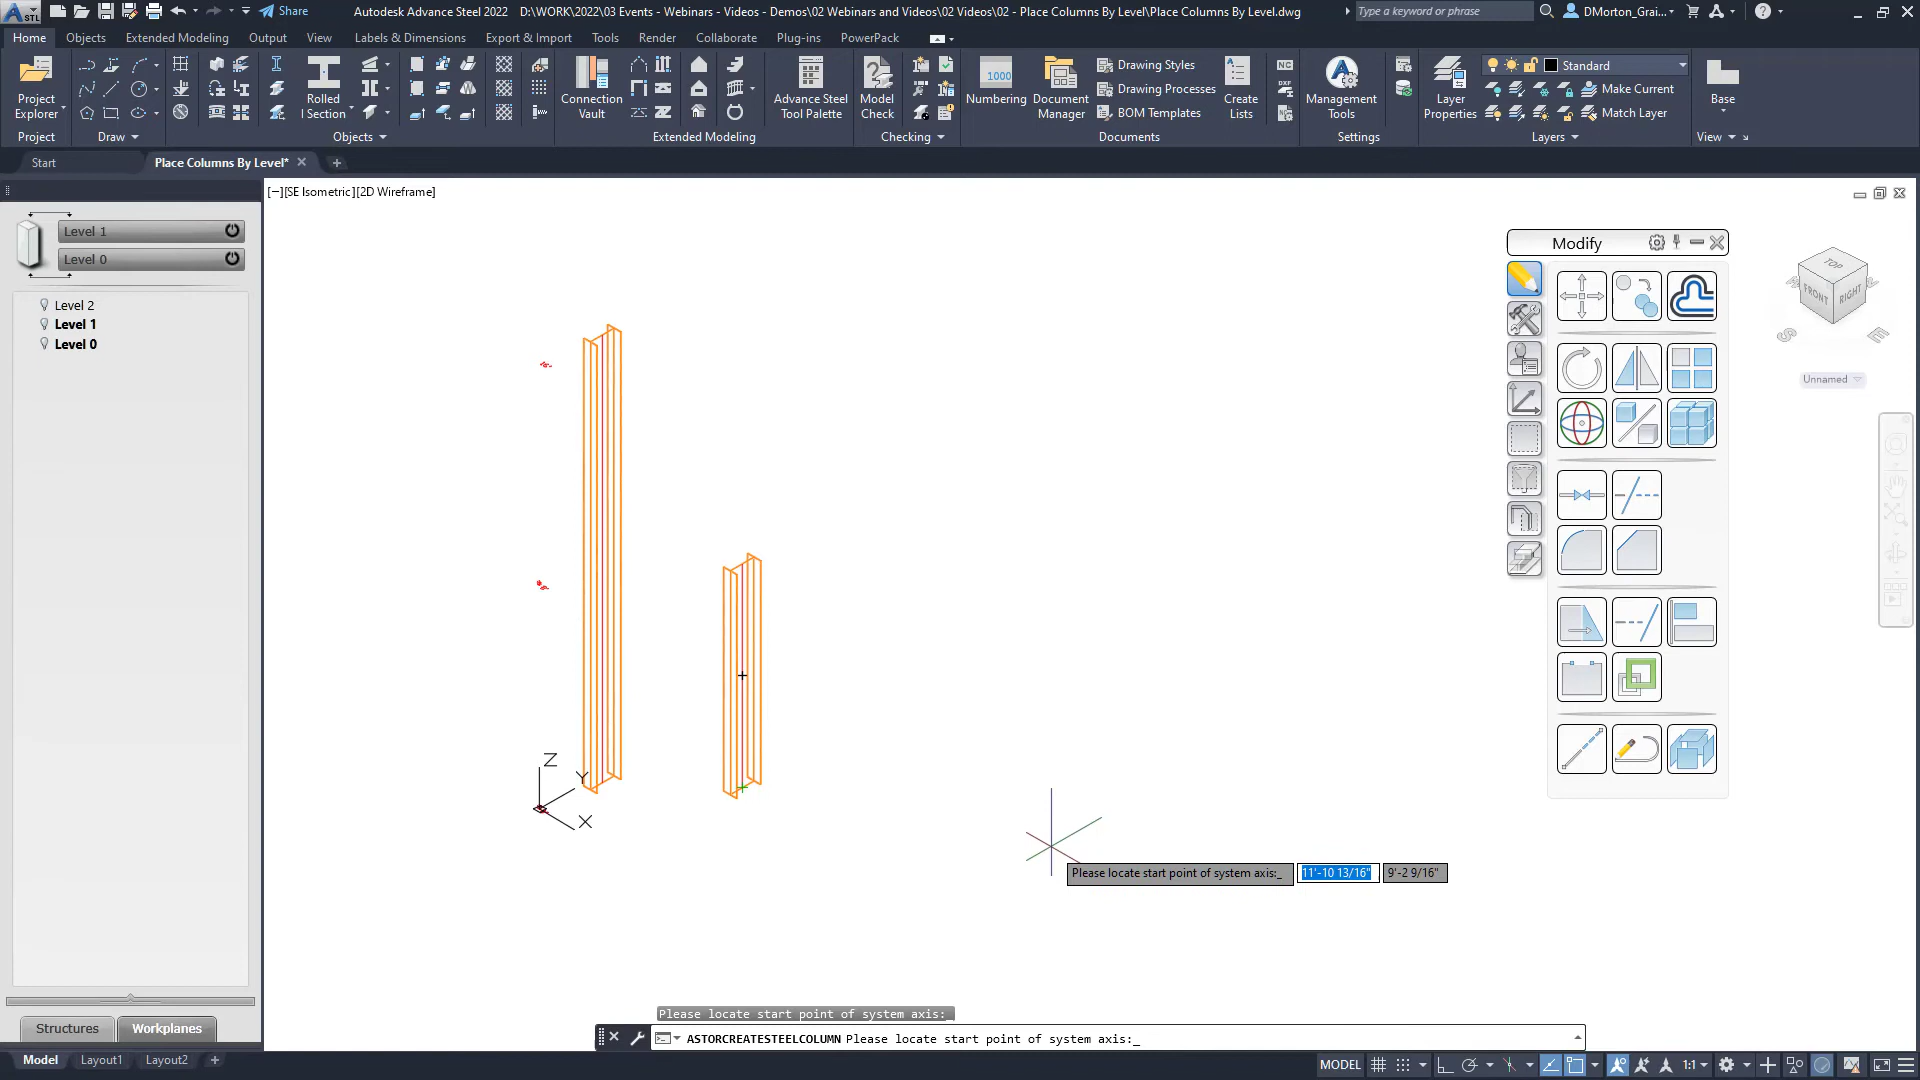 STL
Share
Autodesk Advance Steel 2022
D:\WORK\2022\03 Events - Webinars - Videos - Demos\02 Webinars and Videos\02 Videos\02 - Place Columns By Level\Place Columns By Level.dwg
Type a keyword or phrase
DMorton_Grai...
Home
Objects
Extended Modeling
Output
View
Labels & Dimensions
Export & Import
Tools
Render
Collaborate
Plug-ins
PowerPack
Project
Explorer
Rolled
I Section
Connection
Vault
Advance Steel
Tool Palette
Model
Check
1000
Numbering
Document
Manager
Drawing Styles
Drawing Processes
BOM Templates
Create
Lists
NC
DXF
Management
Tools
Layer
Properties
Standard
Make Current
Match Layer
Base
Project
Draw
Objects
Extended Modeling
Checking
Documents
Settings
Layers
View
Start
Place Columns By Level*
[−][SE Isometric][2D Wireframe]
Level 1
Level 0
Level 2
Level 1
Level 0
Modify
TOP
FRONT
RIGHT
S
E
Unnamed
Z
Y
X
Please locate start point of system axis:_
11'-10 13/16"
9'-2 9/16"
Please locate start point of system axis:_
ASTORCREATESTEELCOLUMN Please locate start point of system axis:_
Structures
Workplanes
Model
Layout1
Layout2
MODEL
1:1